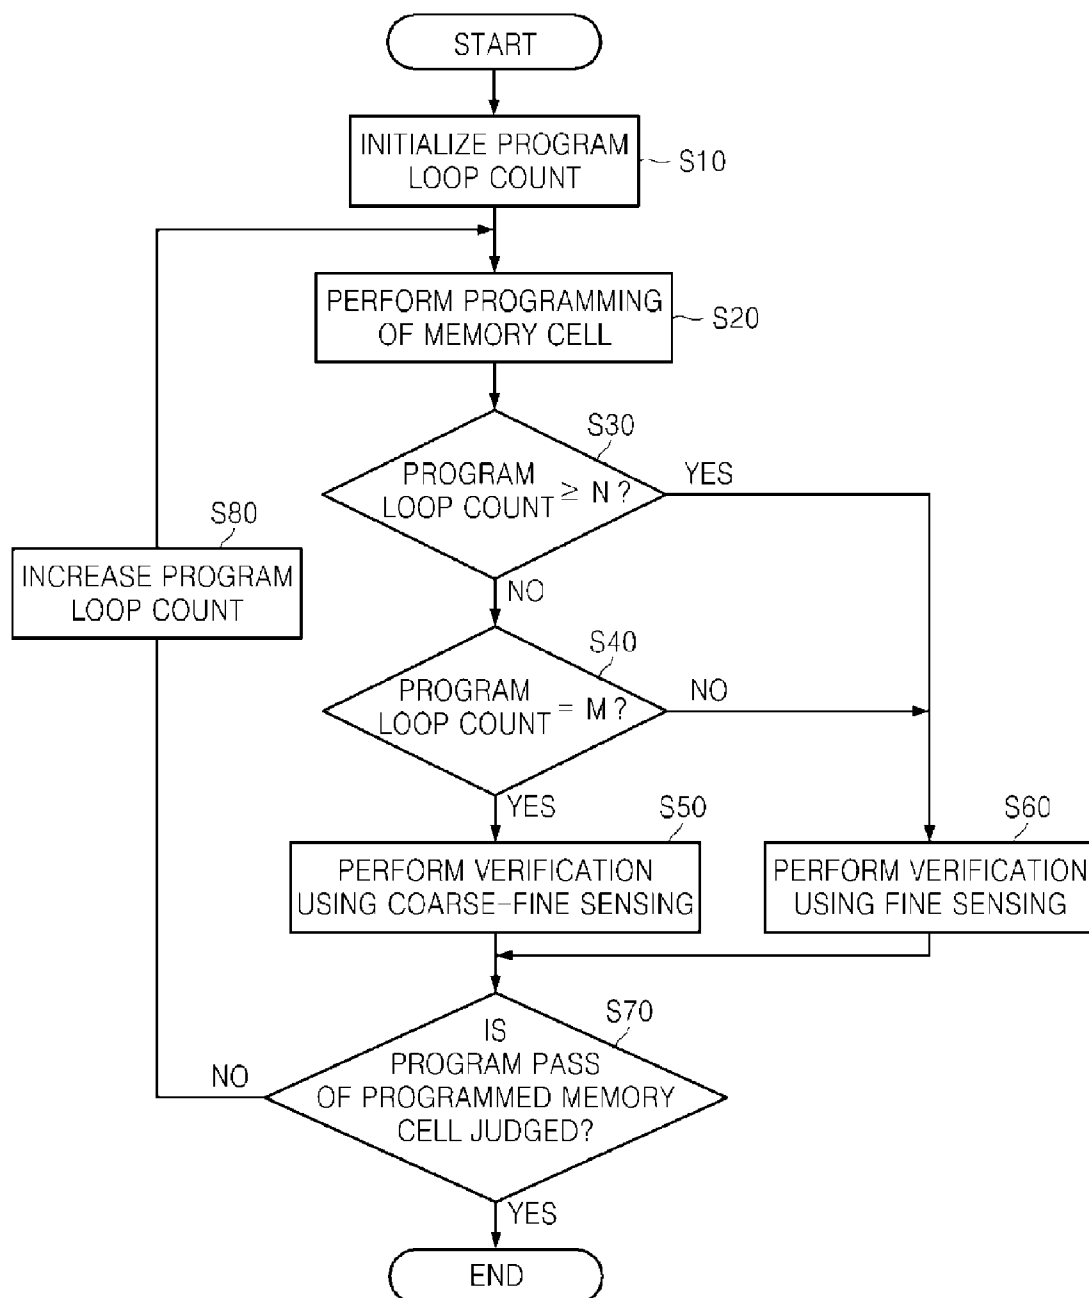 START
INITIALIZE PROGRAM
LOOP COUNT
S10
PERFORM PROGRAMMING
OF MEMORY CELL
S20
S30
PROGRAM
LOOP COUNT ≥ N ?
YES
NO
S80
INCREASE PROGRAM
LOOP COUNT
S40
PROGRAM
LOOP COUNT = M ?
NO
YES
S50
PERFORM VERIFICATION
USING COARSE-FINE SENSING
S60
PERFORM VERIFICATION
USING FINE SENSING
S70
IS
PROGRAM PASS
OF PROGRAMMED MEMORY
CELL JUDGED?
NO
YES
END